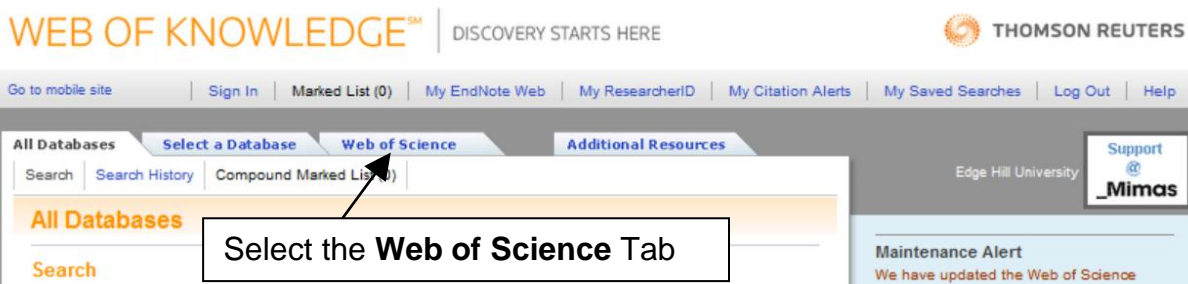 WEB OF KNOWLEDGE℠ DISCOVERY STARTS HERE THOMSON REUTERS
Go to mobile site Sign In Marked List (0) My EndNote Web My ResearcherID My Citation Alerts My Saved Searches Log Out Help
All Databases Select a Database Web of Science Additional Resources
Search Search History Compound Marked List (0)
Edge Hill University
Support
@
_Mimas
All Databases
Select the Web of Science Tab
Search
Maintenance Alert
We have updated the Web of Science